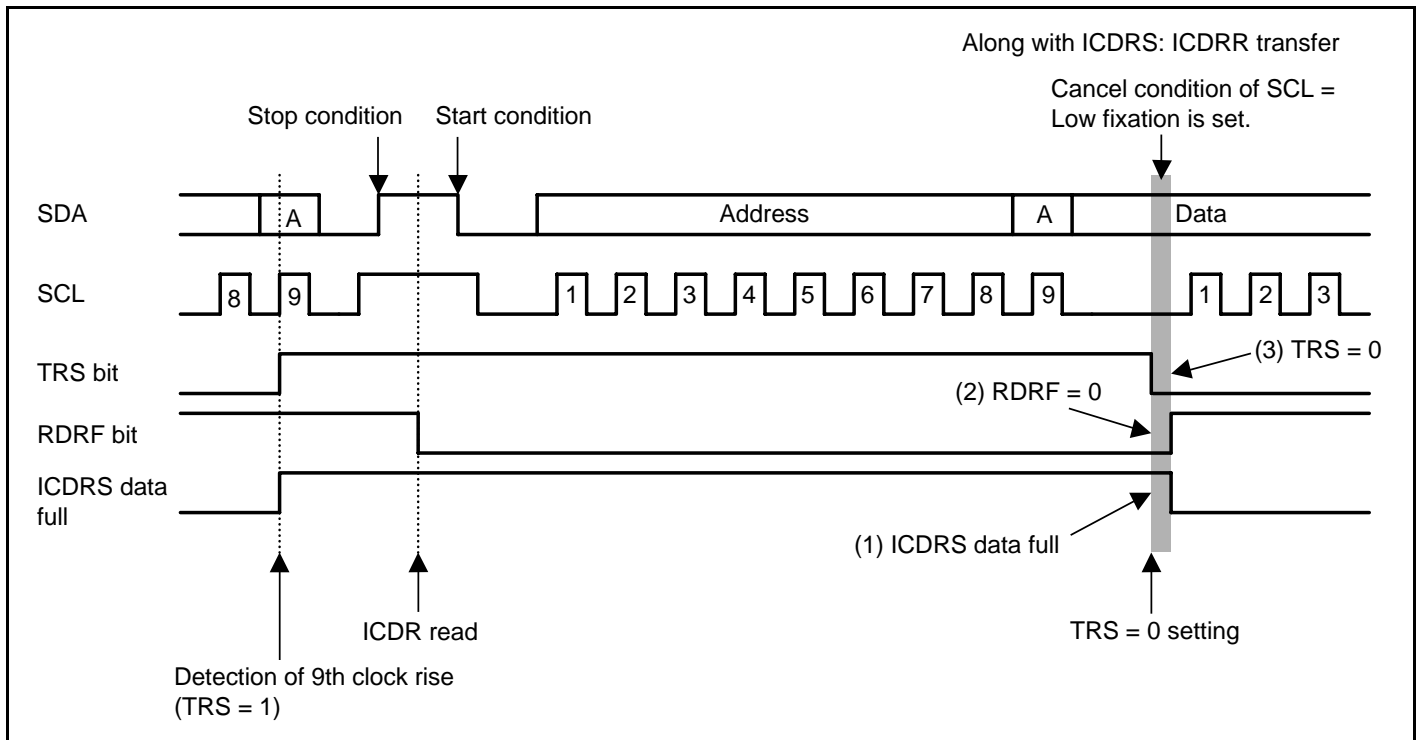 Along with ICDRS: ICDRR transfer
Cancel condition of SCL =
Low fixation is set.
Stop condition
Start condition
SDA
A
Address
A
Data
SCL
8
9
1
2
3
4
5
6
7
8
9
1
2
3
TRS bit
(3) TRS = 0
(2) RDRF = 0
RDRF bit
ICDRS data
full
(1) ICDRS data full
ICDR read
TRS = 0 setting
Detection of 9th clock rise
(TRS = 1)